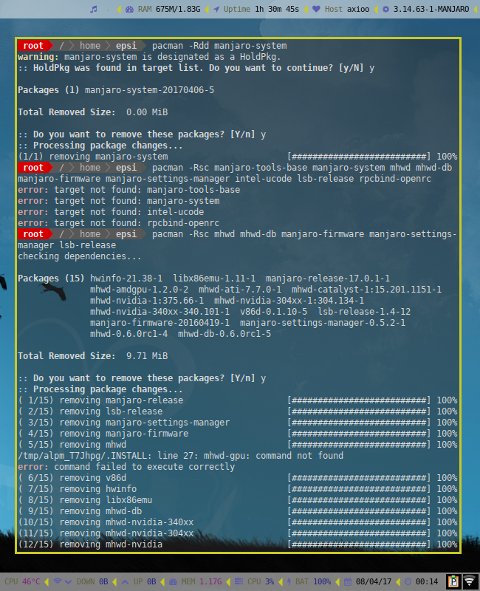 RAM 675M/1.83G Uptime 1h 30m 45s Host axioo 3.14.63-1-MANJARO
root / home epsi pacman -Rdd manjaro-system
warning: manjaro-system is designated as a HoldPkg.
:: HoldPkg was found in target list. Do you want to continue? [y/N] y
Packages (1) manjaro-system-20170406-5
Total Removed Size: 0.00 MiB
:: Do you want to remove these packages? [Y/n] y
:: Processing package changes...
(1/1) removing manjaro-system [##########################] 100%
root / home epsi pacman -Rsc manjaro-tools-base manjaro-system mhwd mhwd-db
manjaro-firmware manjaro-settings-manager intel-ucode lsb-release rpcbind-openrc
error: target not found: manjaro-tools-base
error: target not found: manjaro-system
error: target not found: intel-ucode
error: target not found: rpcbind-openrc
root / home epsi pacman -Rsc mhwd mhwd-db manjaro-firmware manjaro-settings-
manager lsb-release
checking dependencies...
Packages (15) hwinfo-21.38-1 libx86emu-1.11-1 manjaro-release-17.0.1-1
mhwd-amdgpu-1.2.0-2 mhwd-ati-7.7.0-1 mhwd-catalyst-1:15.201.1151-1
mhwd-nvidia-1:375.66-1 mhwd-nvidia-304xx-1:304.134-1
mhwd-nvidia-340xx-340.101-1 v86d-0.1.10-5 lsb-release-1.4-12
manjaro-firmware-20160419-1 manjaro-settings-manager-0.5.2-1
mhwd-0.6.0rc1-4 mhwd-db-0.6.0rc1-5
Total Removed Size: 9.71 MiB
:: Do you want to remove these packages? [Y/n] y
:: Processing package changes...
( 1/15) removing manjaro-release [##########################] 100%
( 2/15) removing lsb-release [##########################] 100%
( 3/15) removing manjaro-settings-manager [##########################] 100%
( 4/15) removing manjaro-firmware [##########################] 100%
( 5/15) removing mhwd [##########################] 100%
/tmp/alpm_T7Jhpg/.INSTALL: line 27: mhwd-gpu: command not found
error: command failed to execute correctly
( 6/15) removing v86d [##########################] 100%
( 7/15) removing hwinfo [##########################] 100%
( 8/15) removing libx86emu [##########################] 100%
( 9/15) removing mhwd-db [##########################] 100%
(10/15) removing mhwd-nvidia-340xx [##########################] 100%
(11/15) removing mhwd-nvidia-304xx [##########################] 100%
(12/15) removing mhwd-nvidia [##########################] 100%
CPU 46°C DOWN 0B UP 0B MEM 1.17G CPU 3% BAT 100% 08/04/17 00:14